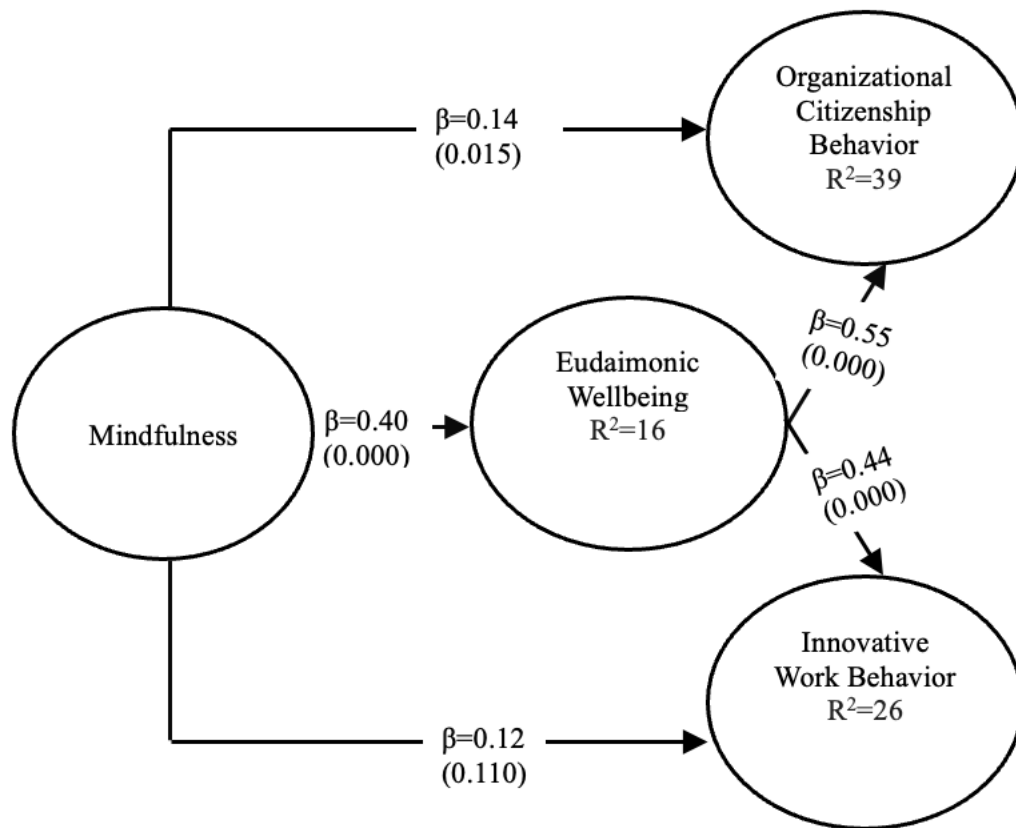 Organizational
Citizenship
Behavior
R²=39
β=0.14
(0.015)
Mindfulness
β=0.40
(0.000)
Eudaimonic
Wellbeing
R²=16
β=0.55
(0.000)
β=0.44
(0.000)
Innovative
Work Behavior
R²=26
β=0.12
(0.110)